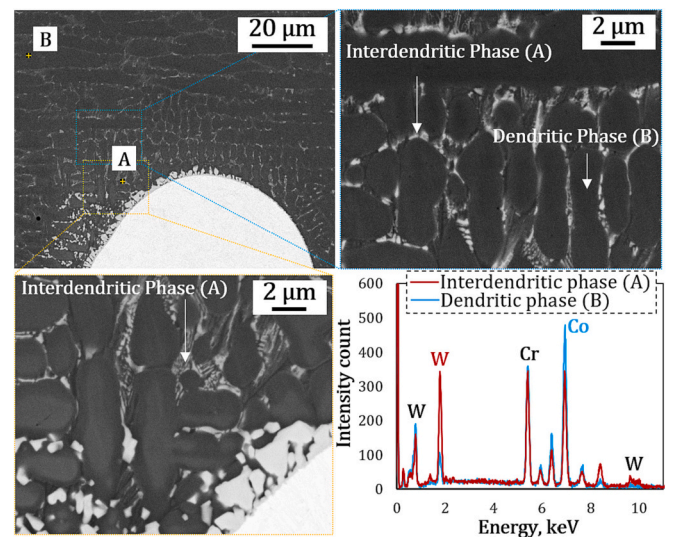 B
20 μm
A
2 μm
Interdendritic Phase (A)
Dendritic Phase (B)
Interdendritic Phase (A)
2 μm
600
500
400
300
200
100
0
Intensity count
Interdendritic phase (A)
Dendritic phase (B)
W
W
Cr
Co
W
0 2 4 6 8 10
Energy, keV